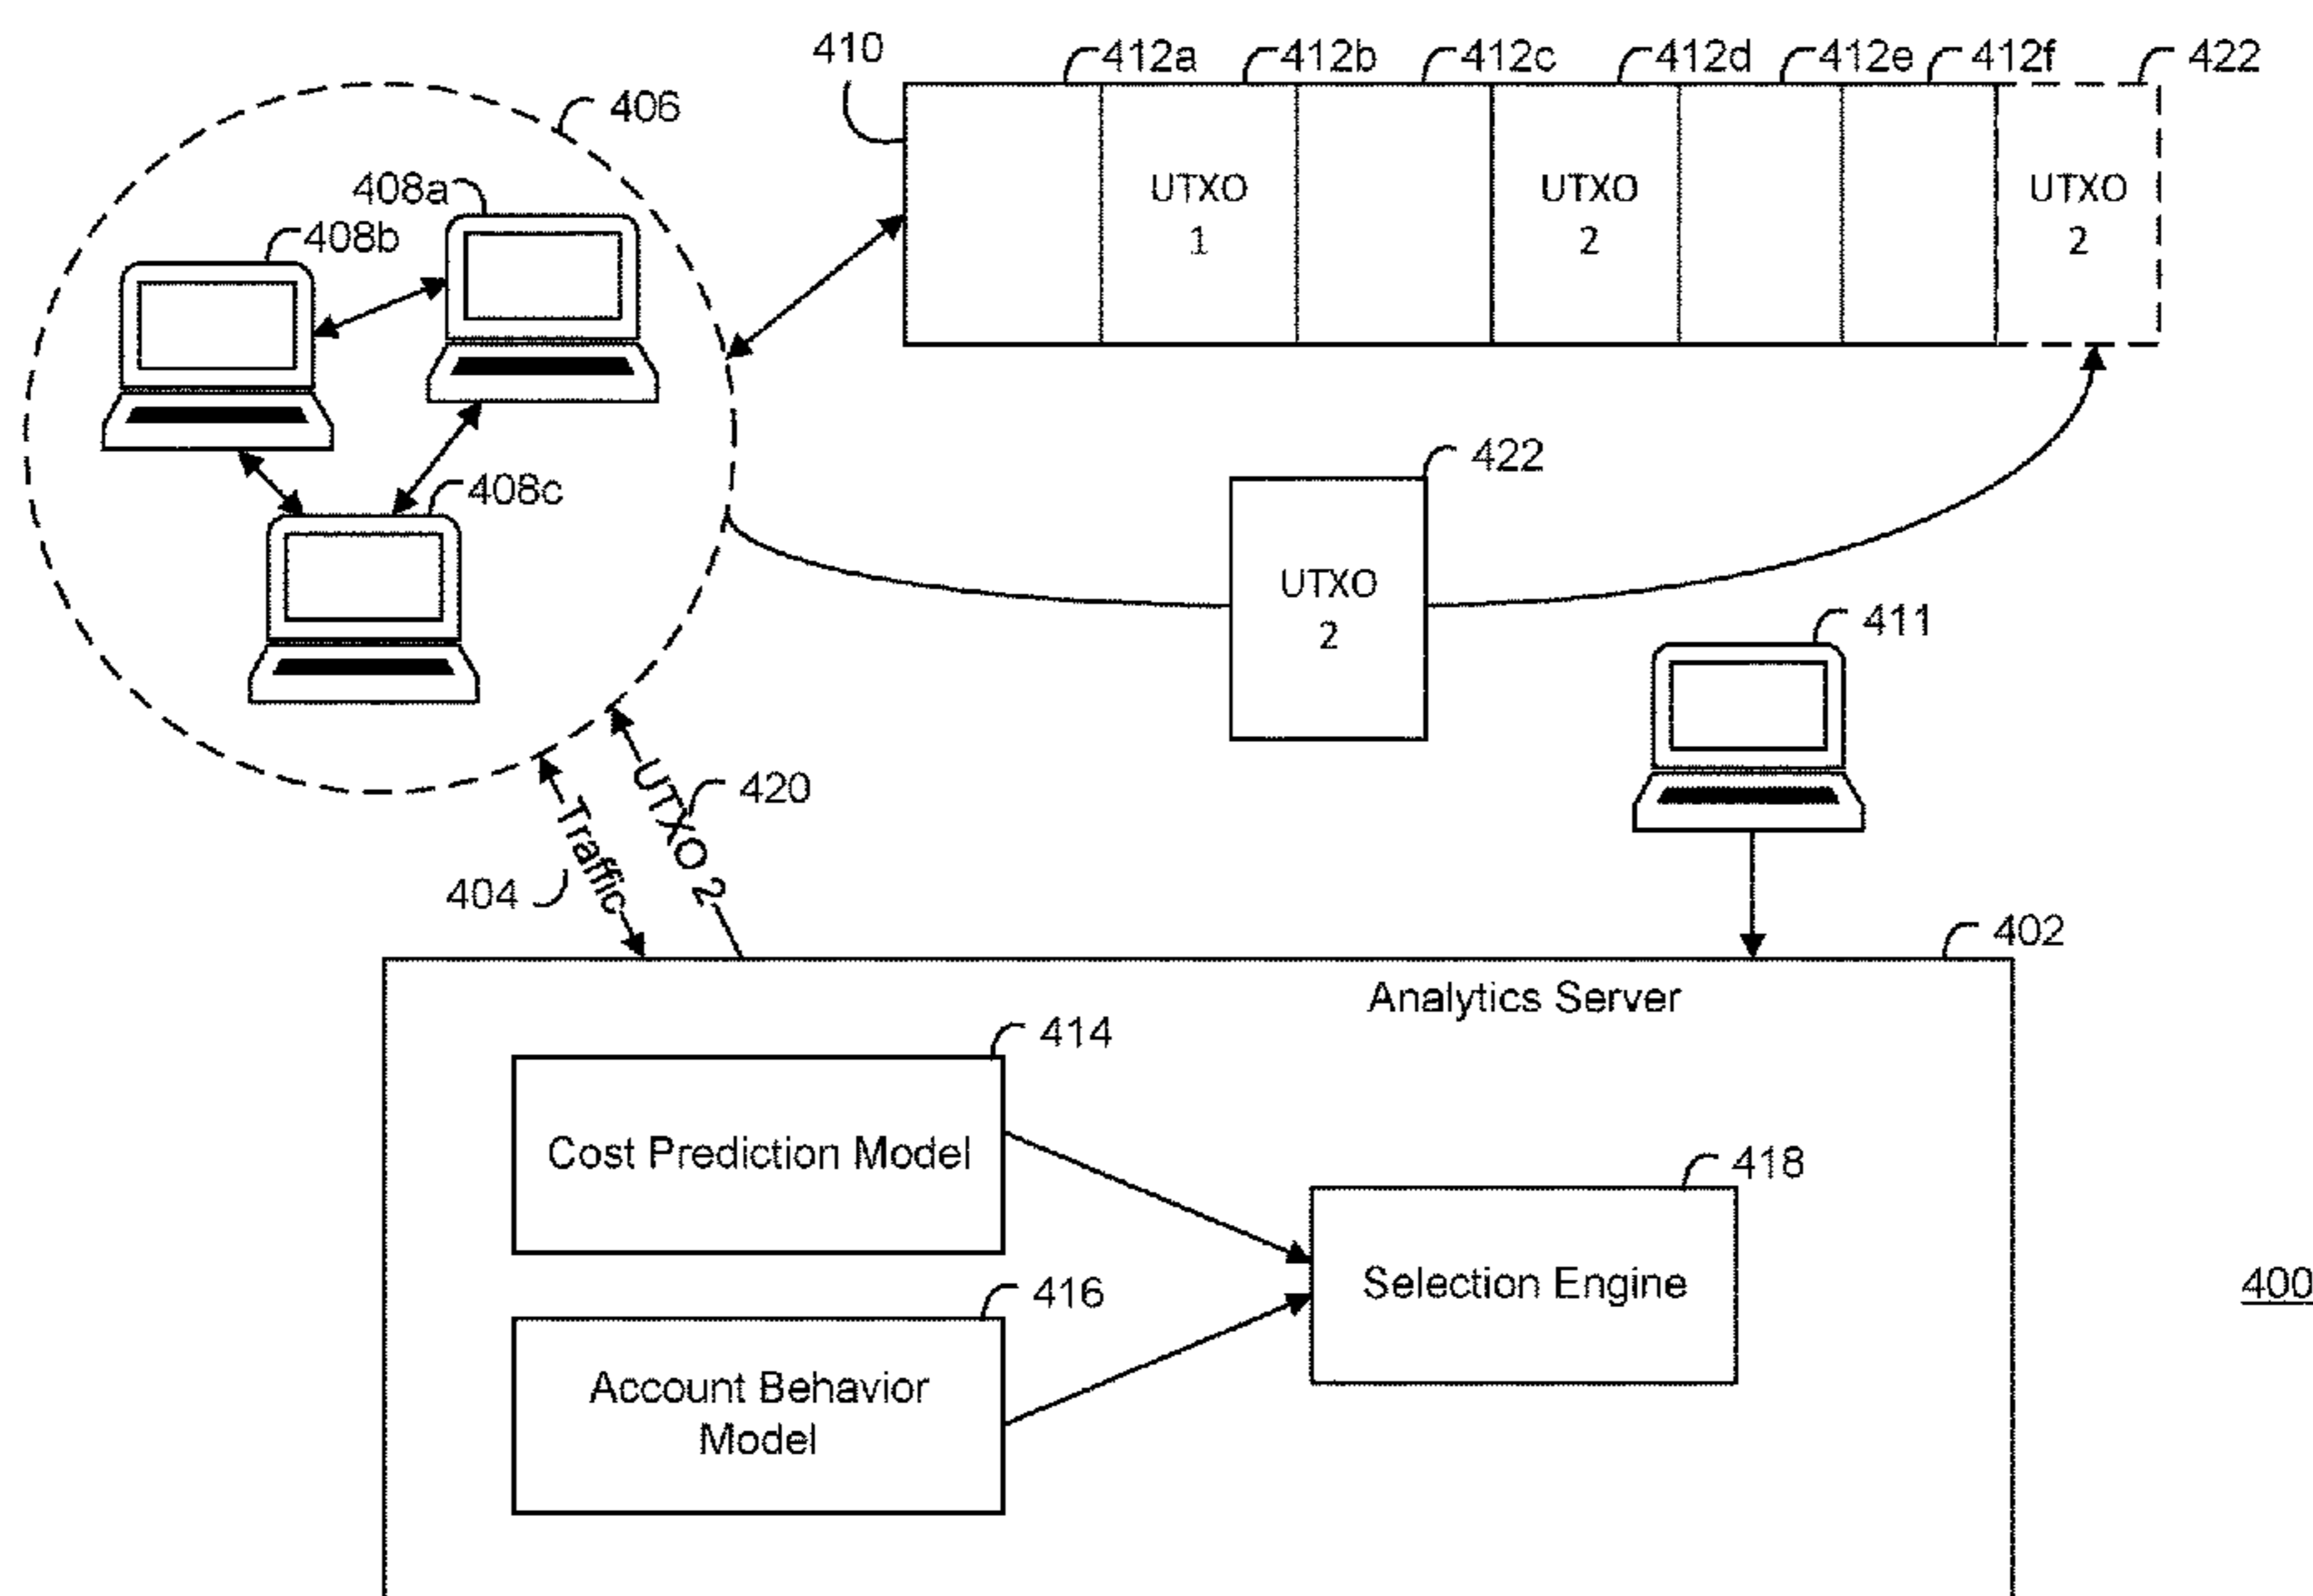 410
412a
412b
412c
412d
412e
412f
422
406
408a
408b
408c
UTXO
1
UTXO
2
UTXO
2
422
UTXO
2
411
420
UTXO 2
Traffic
404
402
Analytics Server
414
Cost Prediction Model
416
Account Behavior
Model
418
Selection Engine
400